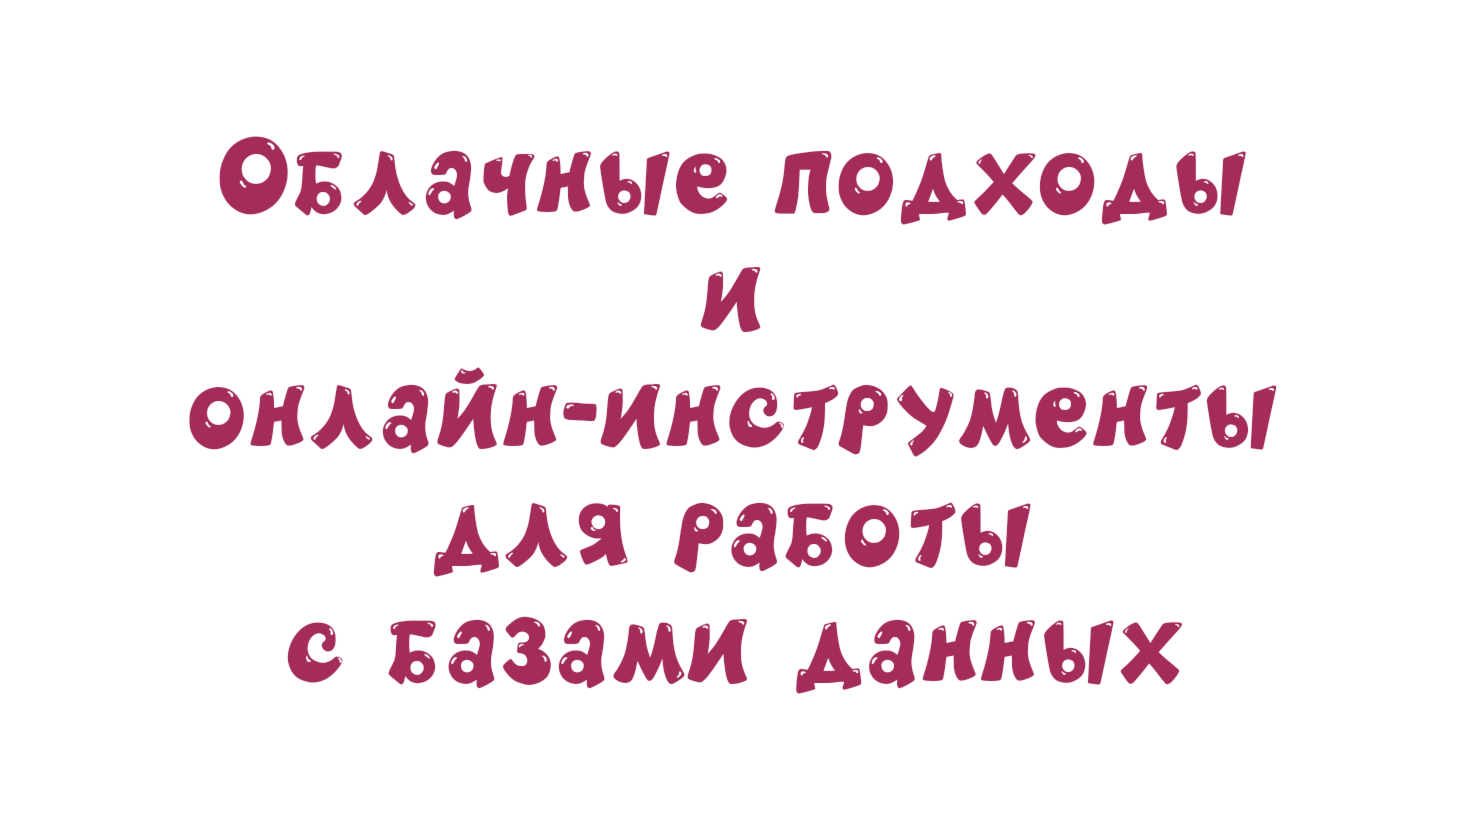 Облачные подходы
и
онлайн-инструменты
для работы
с базами данных